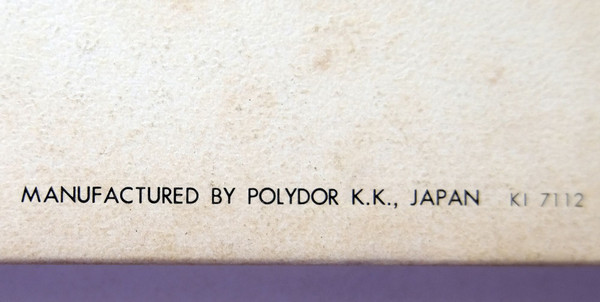 MANUFACTURED BY POLYDOR K.K., JAPAN KI 7112